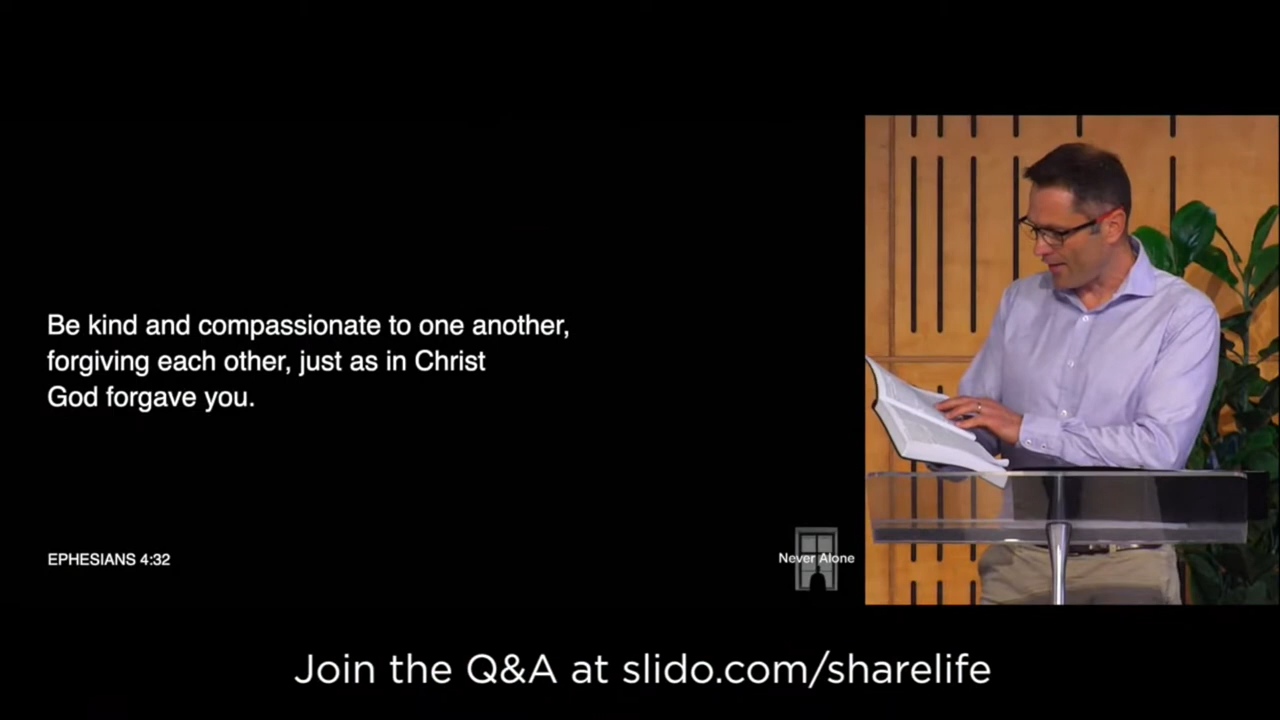 Be kind and compassionate to one another,
forgiving each other, just as in Christ
God forgave you.
EPHESIANS 4:32
Never Alone
Join the Q&A at slido.com/sharelife